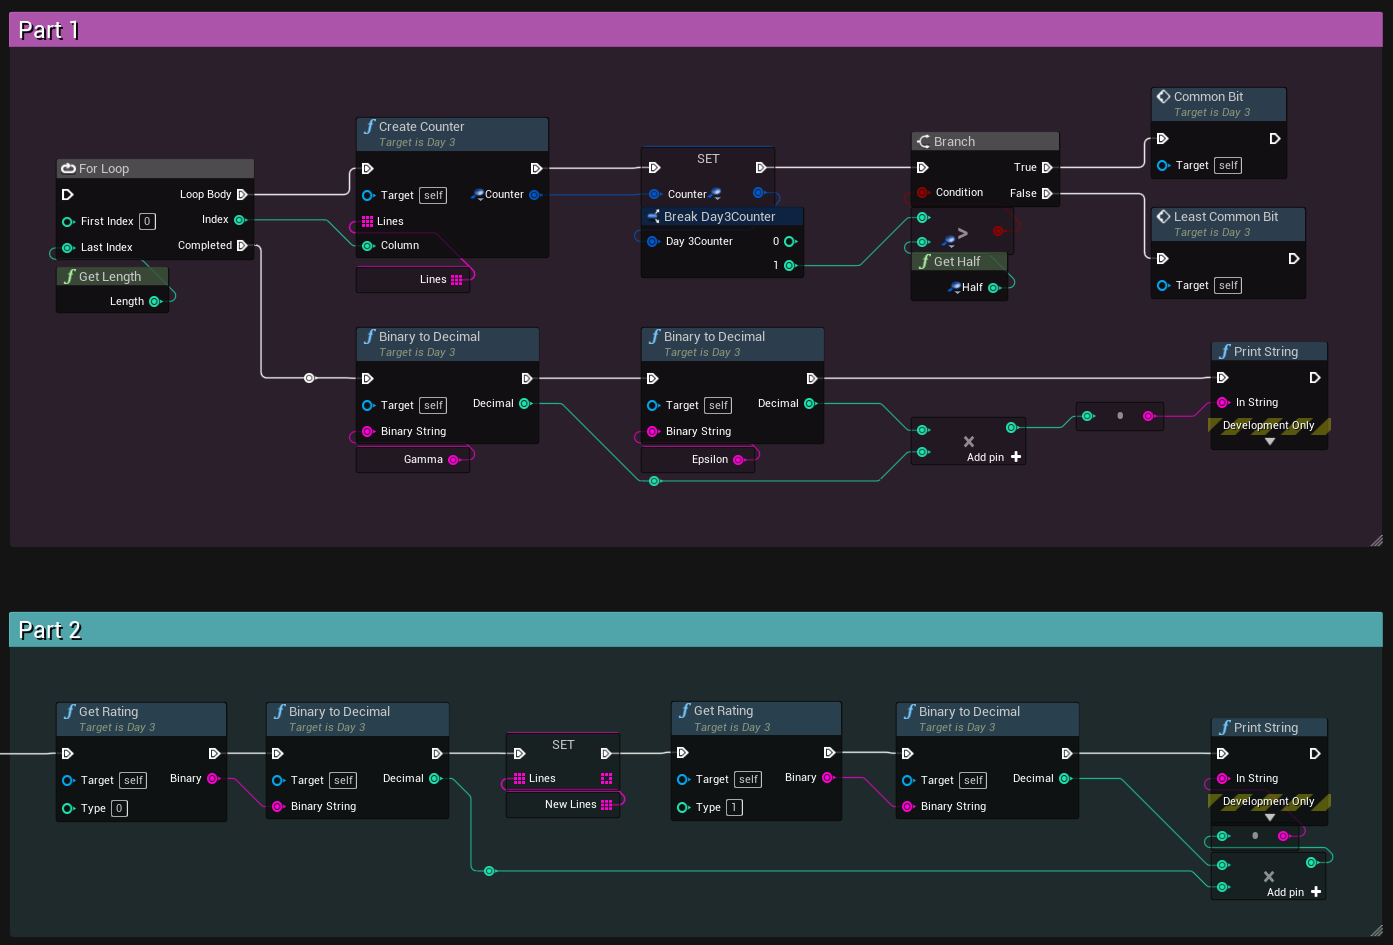 Part 1
For Loop
Loop Body
First Index 0
Index
Last Index
Completed
Get Length
Length
Create Counter
Target is Day 3
Target self
Counter
Lines
Column
Lines
SET
Counter
Break Day3Counter
Day 3Counter
0
1
Branch
True
Condition
False
>
Get Half
Half
Common Bit
Target is Day 3
Target self
Least Common Bit
Target is Day 3
Target self
Binary to Decimal
Target is Day 3
Target self
Decimal
Binary String
Gamma
Binary to Decimal
Target is Day 3
Target self
Decimal
Binary String
Epsilon
×
Add pin +
Print String
In String
Development Only
Part 2
Get Rating
Target is Day 3
Target self
Binary
Type 0
Binary to Decimal
Target is Day 3
Target self
Decimal
Binary String
SET
Lines
New Lines
Get Rating
Target is Day 3
Target self
Binary
Type 1
Binary to Decimal
Target is Day 3
Target self
Decimal
Binary String
Print String
In String
Development Only
×
Add pin +